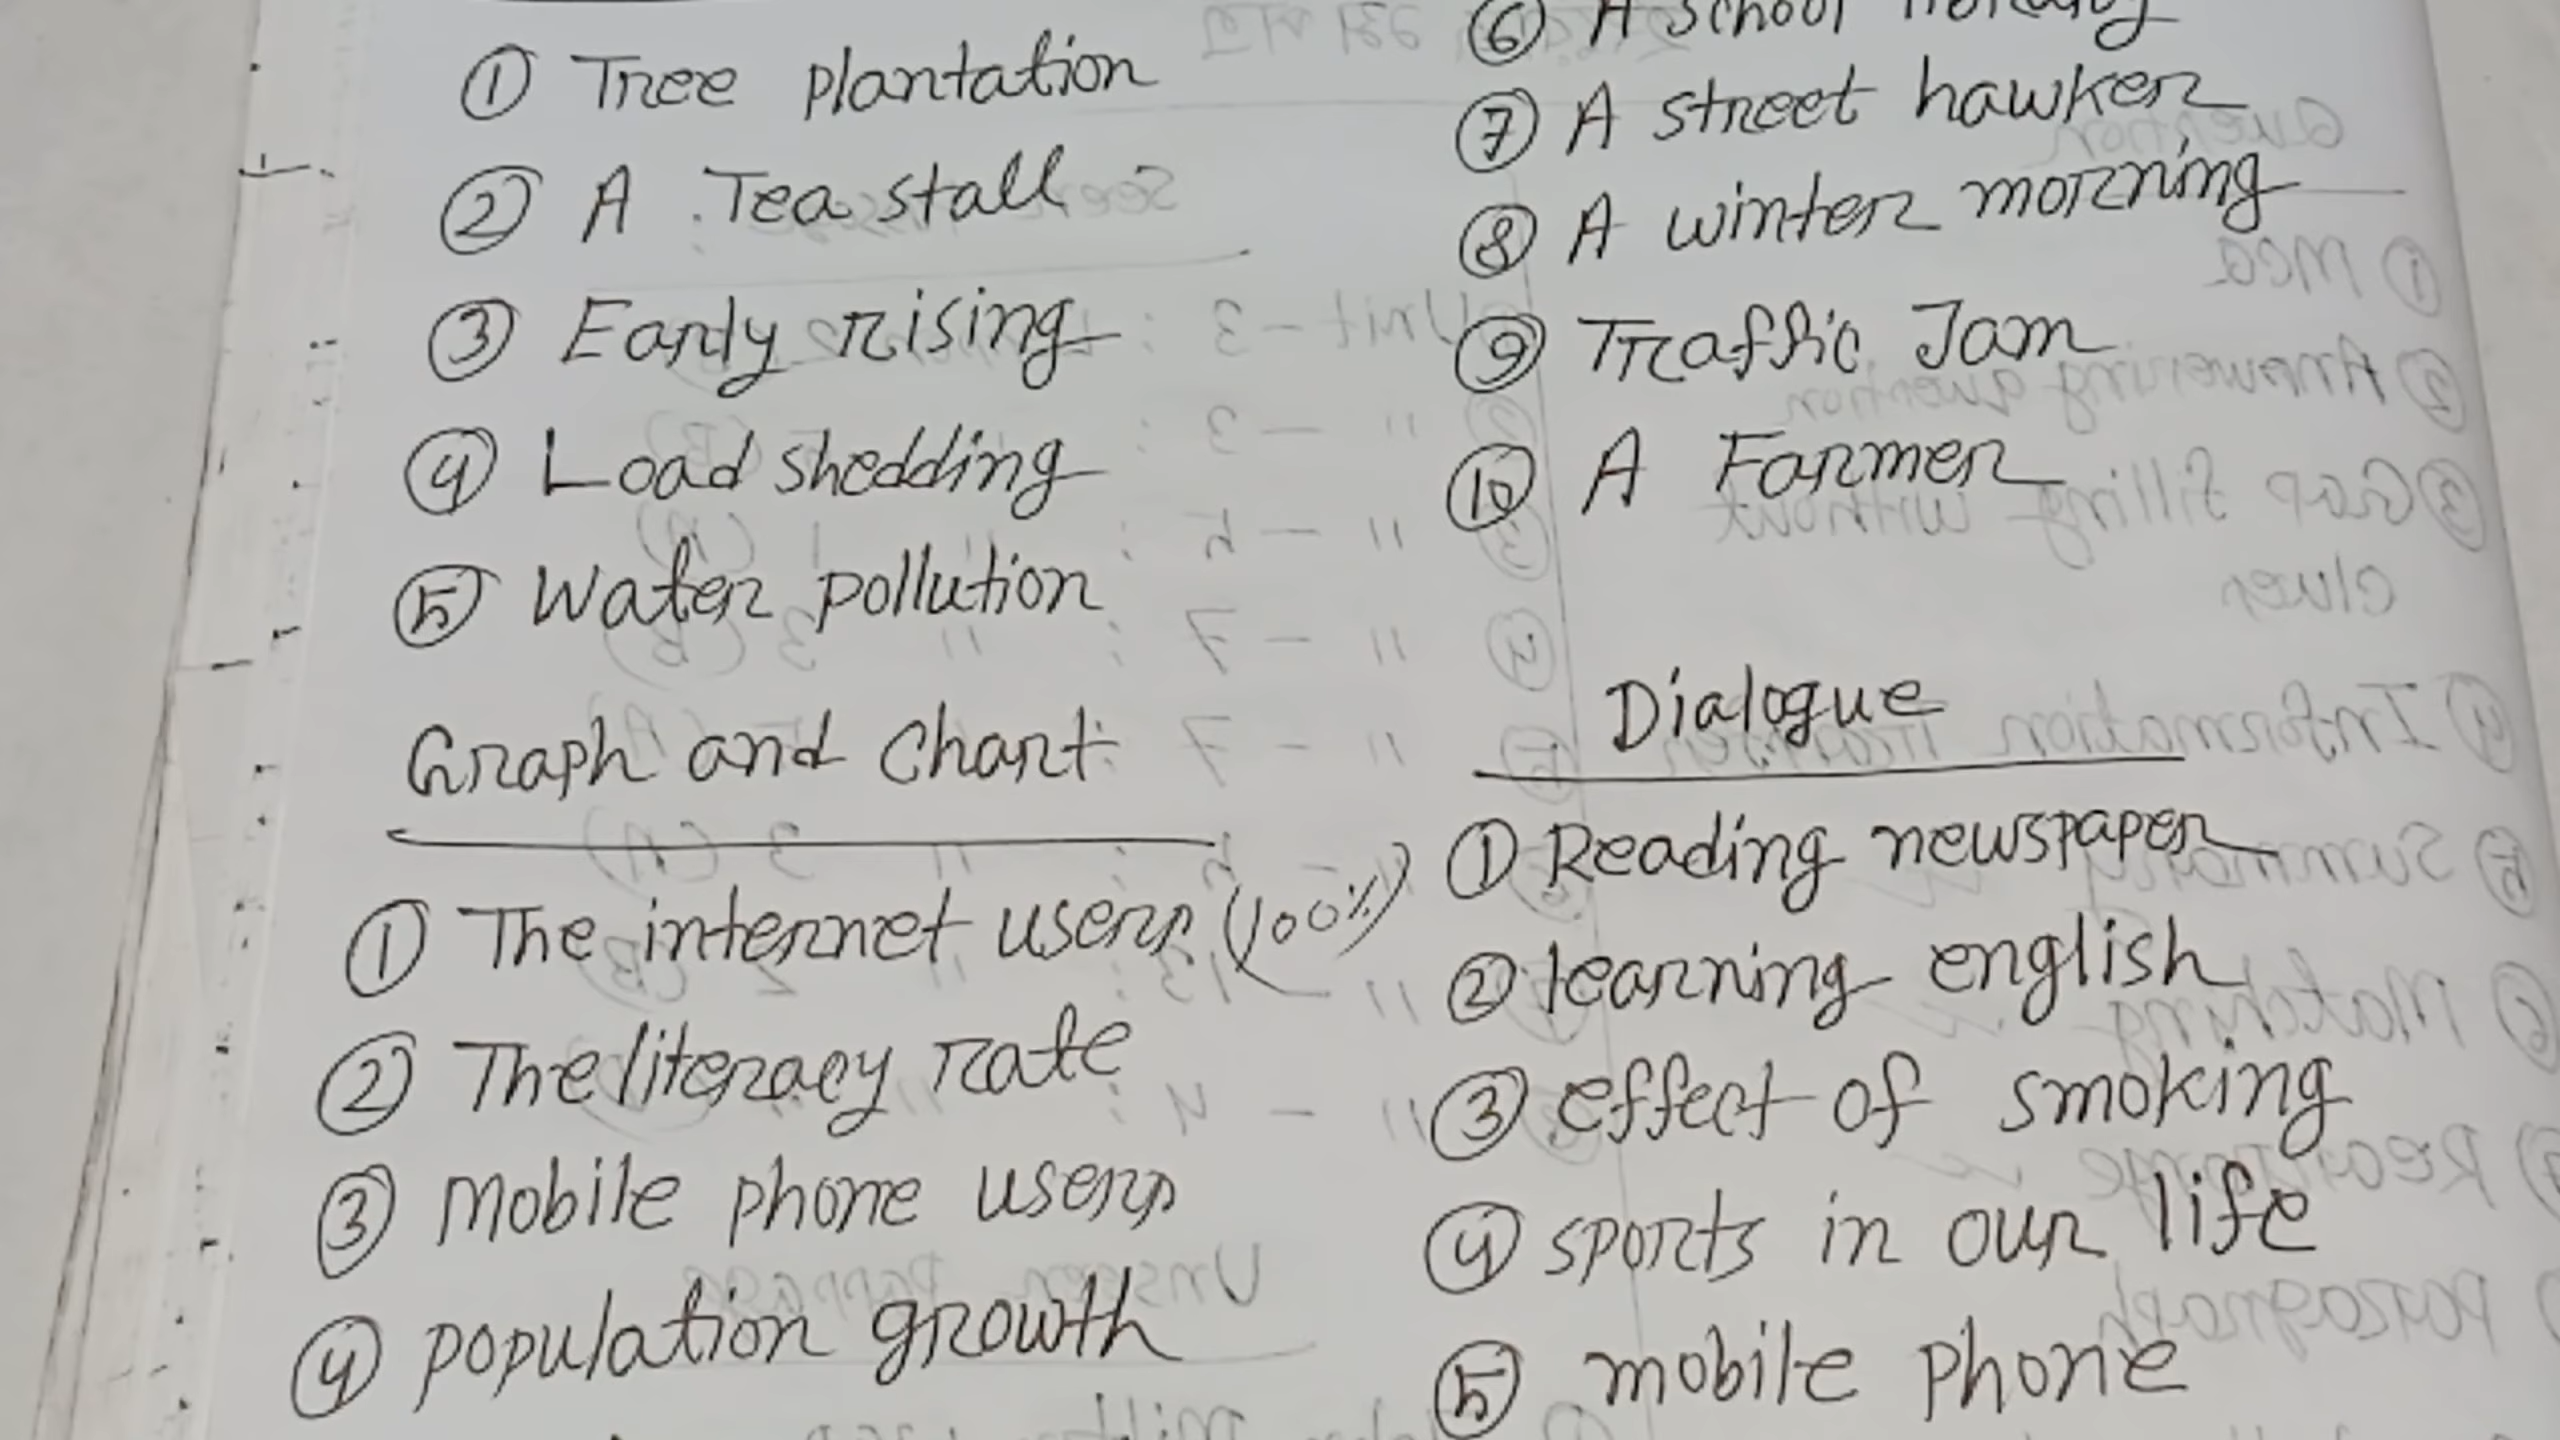 ① Tree plantation
② A Tea stall
③ Early rising
④ Load shedding
⑤ Water pollution
Graph and Chart
① The internet users (100%)
② The literacy rate
③ Mobile phone users
④ population growth
⑥ A school
⑦ A street hawker
⑧ A winter morning
⑨ Traffic Jam
⑩ A Farmer
Dialogue
① Reading newspaper
② learning english
③ effect of smoking
④ sports in our life
⑤ mobile phone